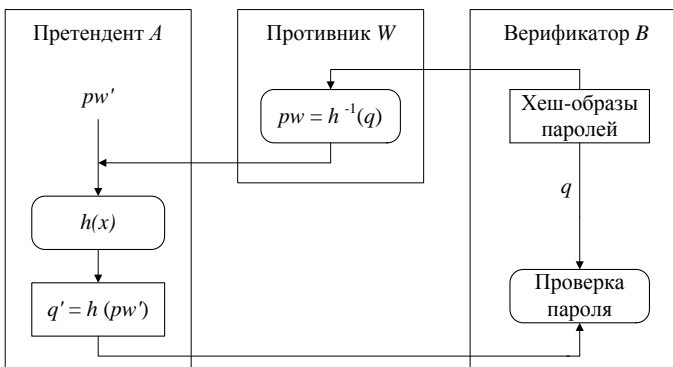 Претендент A
Противник W
Верификатор B
pw'
pw = h⁻¹(q)
Хеш-образы
паролей
q
h(x)
q' = h (pw')
Проверка
пароля